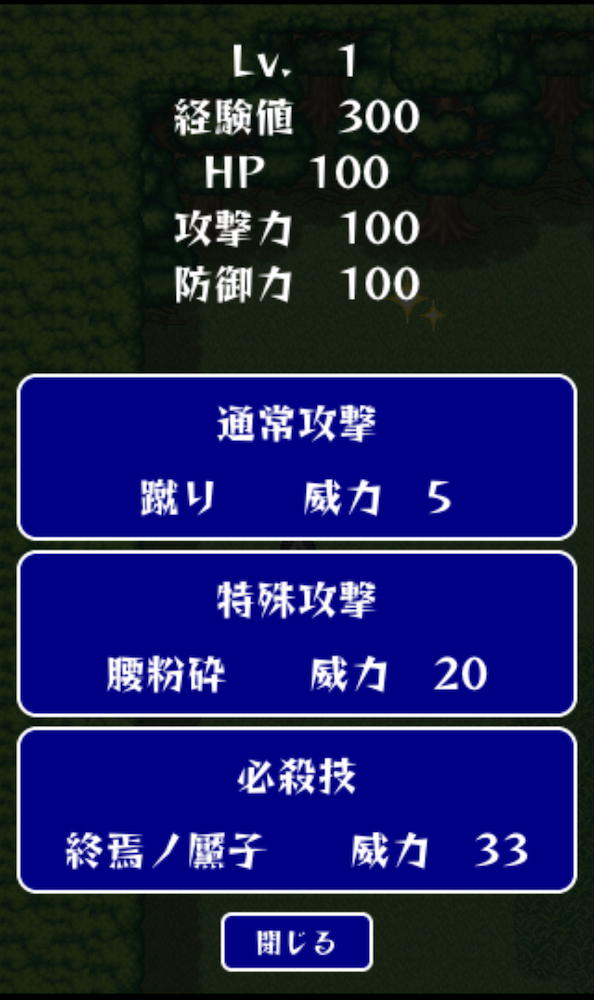 Lv. 1
経験値 300
HP 100
攻撃力 100
防御力 100
通常攻撃
蹴り 威力 5
特殊攻撃
腰粉砕 威力 20
必殺技
終焉ノ黶子 威力 33
閉じる